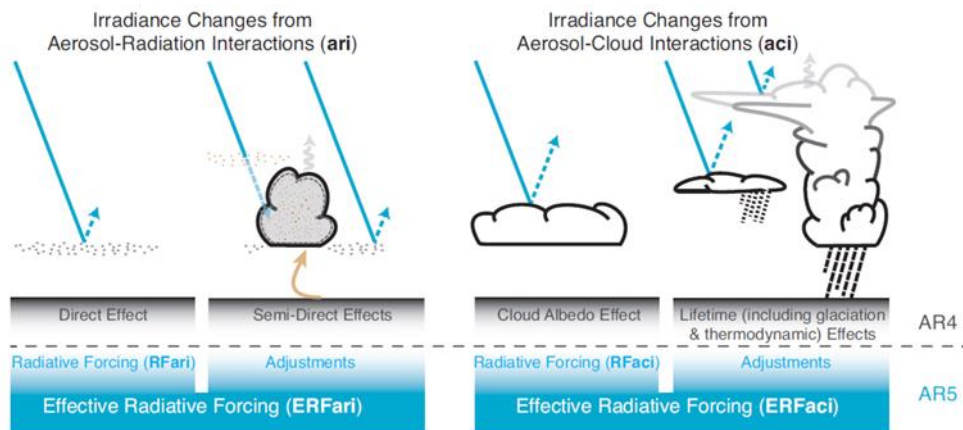 Irradiance Changes from
Aerosol-Radiation Interactions (ari)
Irradiance Changes from
Aerosol-Cloud Interactions (aci)
Direct Effect
Semi-Direct Effects
Cloud Albedo Effect
Lifetime (including glaciation
& thermodynamic) Effects
AR4
Radiative Forcing (RFari)
Adjustments
Radiative Forcing (RFaci)
Adjustments
Effective Radiative Forcing (ERFari)
Effective Radiative Forcing (ERFaci)
AR5